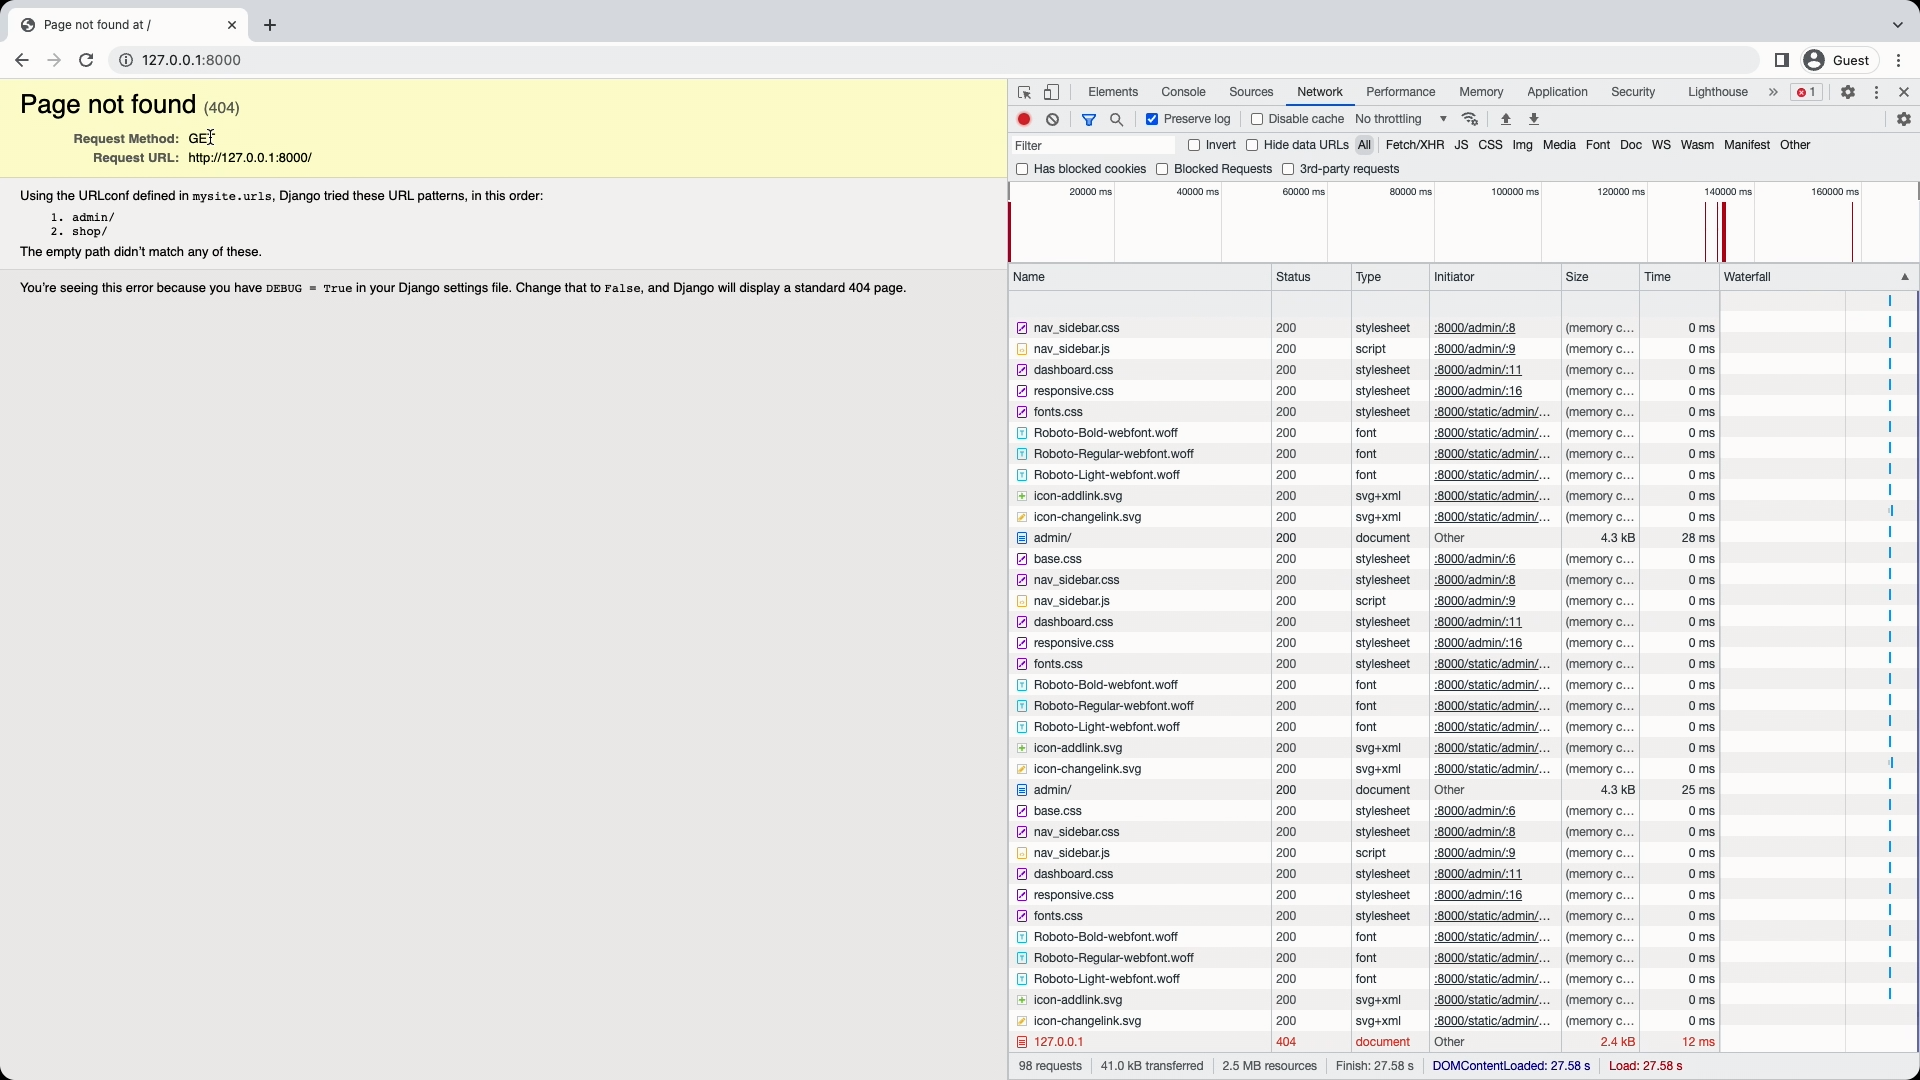 Page not found at /
127.0.0.1:8000
Guest
Page not found (404)
Request Method: GET
Request URL: http://127.0.0.1:8000/
Using the URLconf defined in mysite.urls, Django tried these URL patterns, in this order:
1. admin/
2. shop/
The empty path didn't match any of these.
You're seeing this error because you have DEBUG = True in your Django settings file. Change that to False, and Django will display a standard 404 page.
Elements Console Sources Network Performance Memory Application Security Lighthouse 1
Preserve log Disable cache No throttling
Filter Invert Hide data URLs All Fetch/XHR JS CSS Img Media Font Doc WS Wasm Manifest Other
Has blocked cookies Blocked Requests 3rd-party requests
20000 ms 40000 ms 60000 ms 80000 ms 100000 ms 120000 ms 140000 ms 160000 ms
Name Status Type Initiator Size Time Waterfall
nav_sidebar.css 200 stylesheet :8000/admin/:8 (memory c... 0 ms
nav_sidebar.js 200 script :8000/admin/:9 (memory c... 0 ms
dashboard.css 200 stylesheet :8000/admin/:11 (memory c... 0 ms
responsive.css 200 stylesheet :8000/admin/:16 (memory c... 0 ms
fonts.css 200 stylesheet :8000/static/admin/... (memory c... 0 ms
Roboto-Bold-webfont.woff 200 font :8000/static/admin/... (memory c... 0 ms
Roboto-Regular-webfont.woff 200 font :8000/static/admin/... (memory c... 0 ms
Roboto-Light-webfont.woff 200 font :8000/static/admin/... (memory c... 0 ms
icon-addlink.svg 200 svg+xml :8000/static/admin/... (memory c... 0 ms
icon-changelink.svg 200 svg+xml :8000/static/admin/... (memory c... 0 ms
admin/ 200 document Other 4.3 kB 28 ms
base.css 200 stylesheet :8000/admin/:6 (memory c... 0 ms
nav_sidebar.css 200 stylesheet :8000/admin/:8 (memory c... 0 ms
nav_sidebar.js 200 script :8000/admin/:9 (memory c... 0 ms
dashboard.css 200 stylesheet :8000/admin/:11 (memory c... 0 ms
responsive.css 200 stylesheet :8000/admin/:16 (memory c... 0 ms
fonts.css 200 stylesheet :8000/static/admin/... (memory c... 0 ms
Roboto-Bold-webfont.woff 200 font :8000/static/admin/... (memory c... 0 ms
Roboto-Regular-webfont.woff 200 font :8000/static/admin/... (memory c... 0 ms
Roboto-Light-webfont.woff 200 font :8000/static/admin/... (memory c... 0 ms
icon-addlink.svg 200 svg+xml :8000/static/admin/... (memory c... 0 ms
icon-changelink.svg 200 svg+xml :8000/static/admin/... (memory c... 0 ms
admin/ 200 document Other 4.3 kB 25 ms
base.css 200 stylesheet :8000/admin/:6 (memory c... 0 ms
nav_sidebar.css 200 stylesheet :8000/admin/:8 (memory c... 0 ms
nav_sidebar.js 200 script :8000/admin/:9 (memory c... 0 ms
dashboard.css 200 stylesheet :8000/admin/:11 (memory c... 0 ms
responsive.css 200 stylesheet :8000/admin/:16 (memory c... 0 ms
fonts.css 200 stylesheet :8000/static/admin/... (memory c... 0 ms
Roboto-Bold-webfont.woff 200 font :8000/static/admin/... (memory c... 0 ms
Roboto-Regular-webfont.woff 200 font :8000/static/admin/... (memory c... 0 ms
Roboto-Light-webfont.woff 200 font :8000/static/admin/... (memory c... 0 ms
icon-addlink.svg 200 svg+xml :8000/static/admin/... (memory c... 0 ms
icon-changelink.svg 200 svg+xml :8000/static/admin/... (memory c... 0 ms
127.0.0.1 404 document Other 2.4 kB 12 ms
98 requests 41.0 kB transferred 2.5 MB resources Finish: 27.58 s DOMContentLoaded: 27.58 s Load: 27.58 s